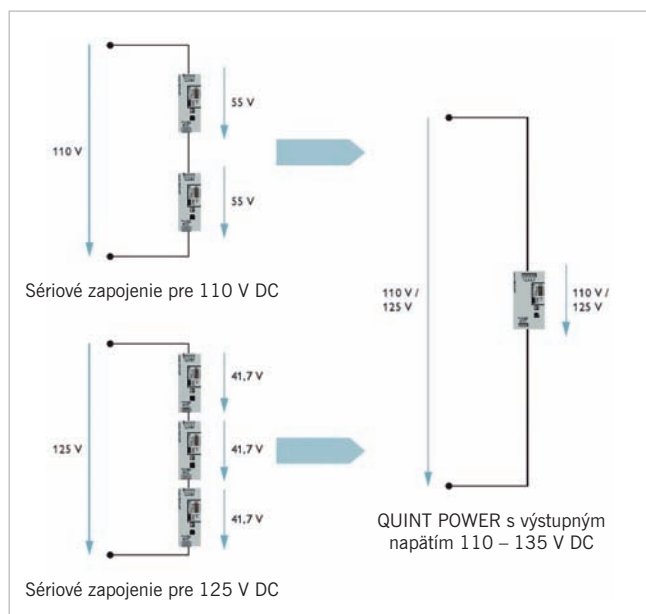 55 V
110 V
55 V
Sériové zapojenie pre 110 V DC
41,7 V
125 V
41,7 V
41,7 V
Sériové zapojenie pre 125 V DC
110 V /
125 V
110 V /
125 V
QUINT POWER s výstupným
napätím 110 – 135 V DC